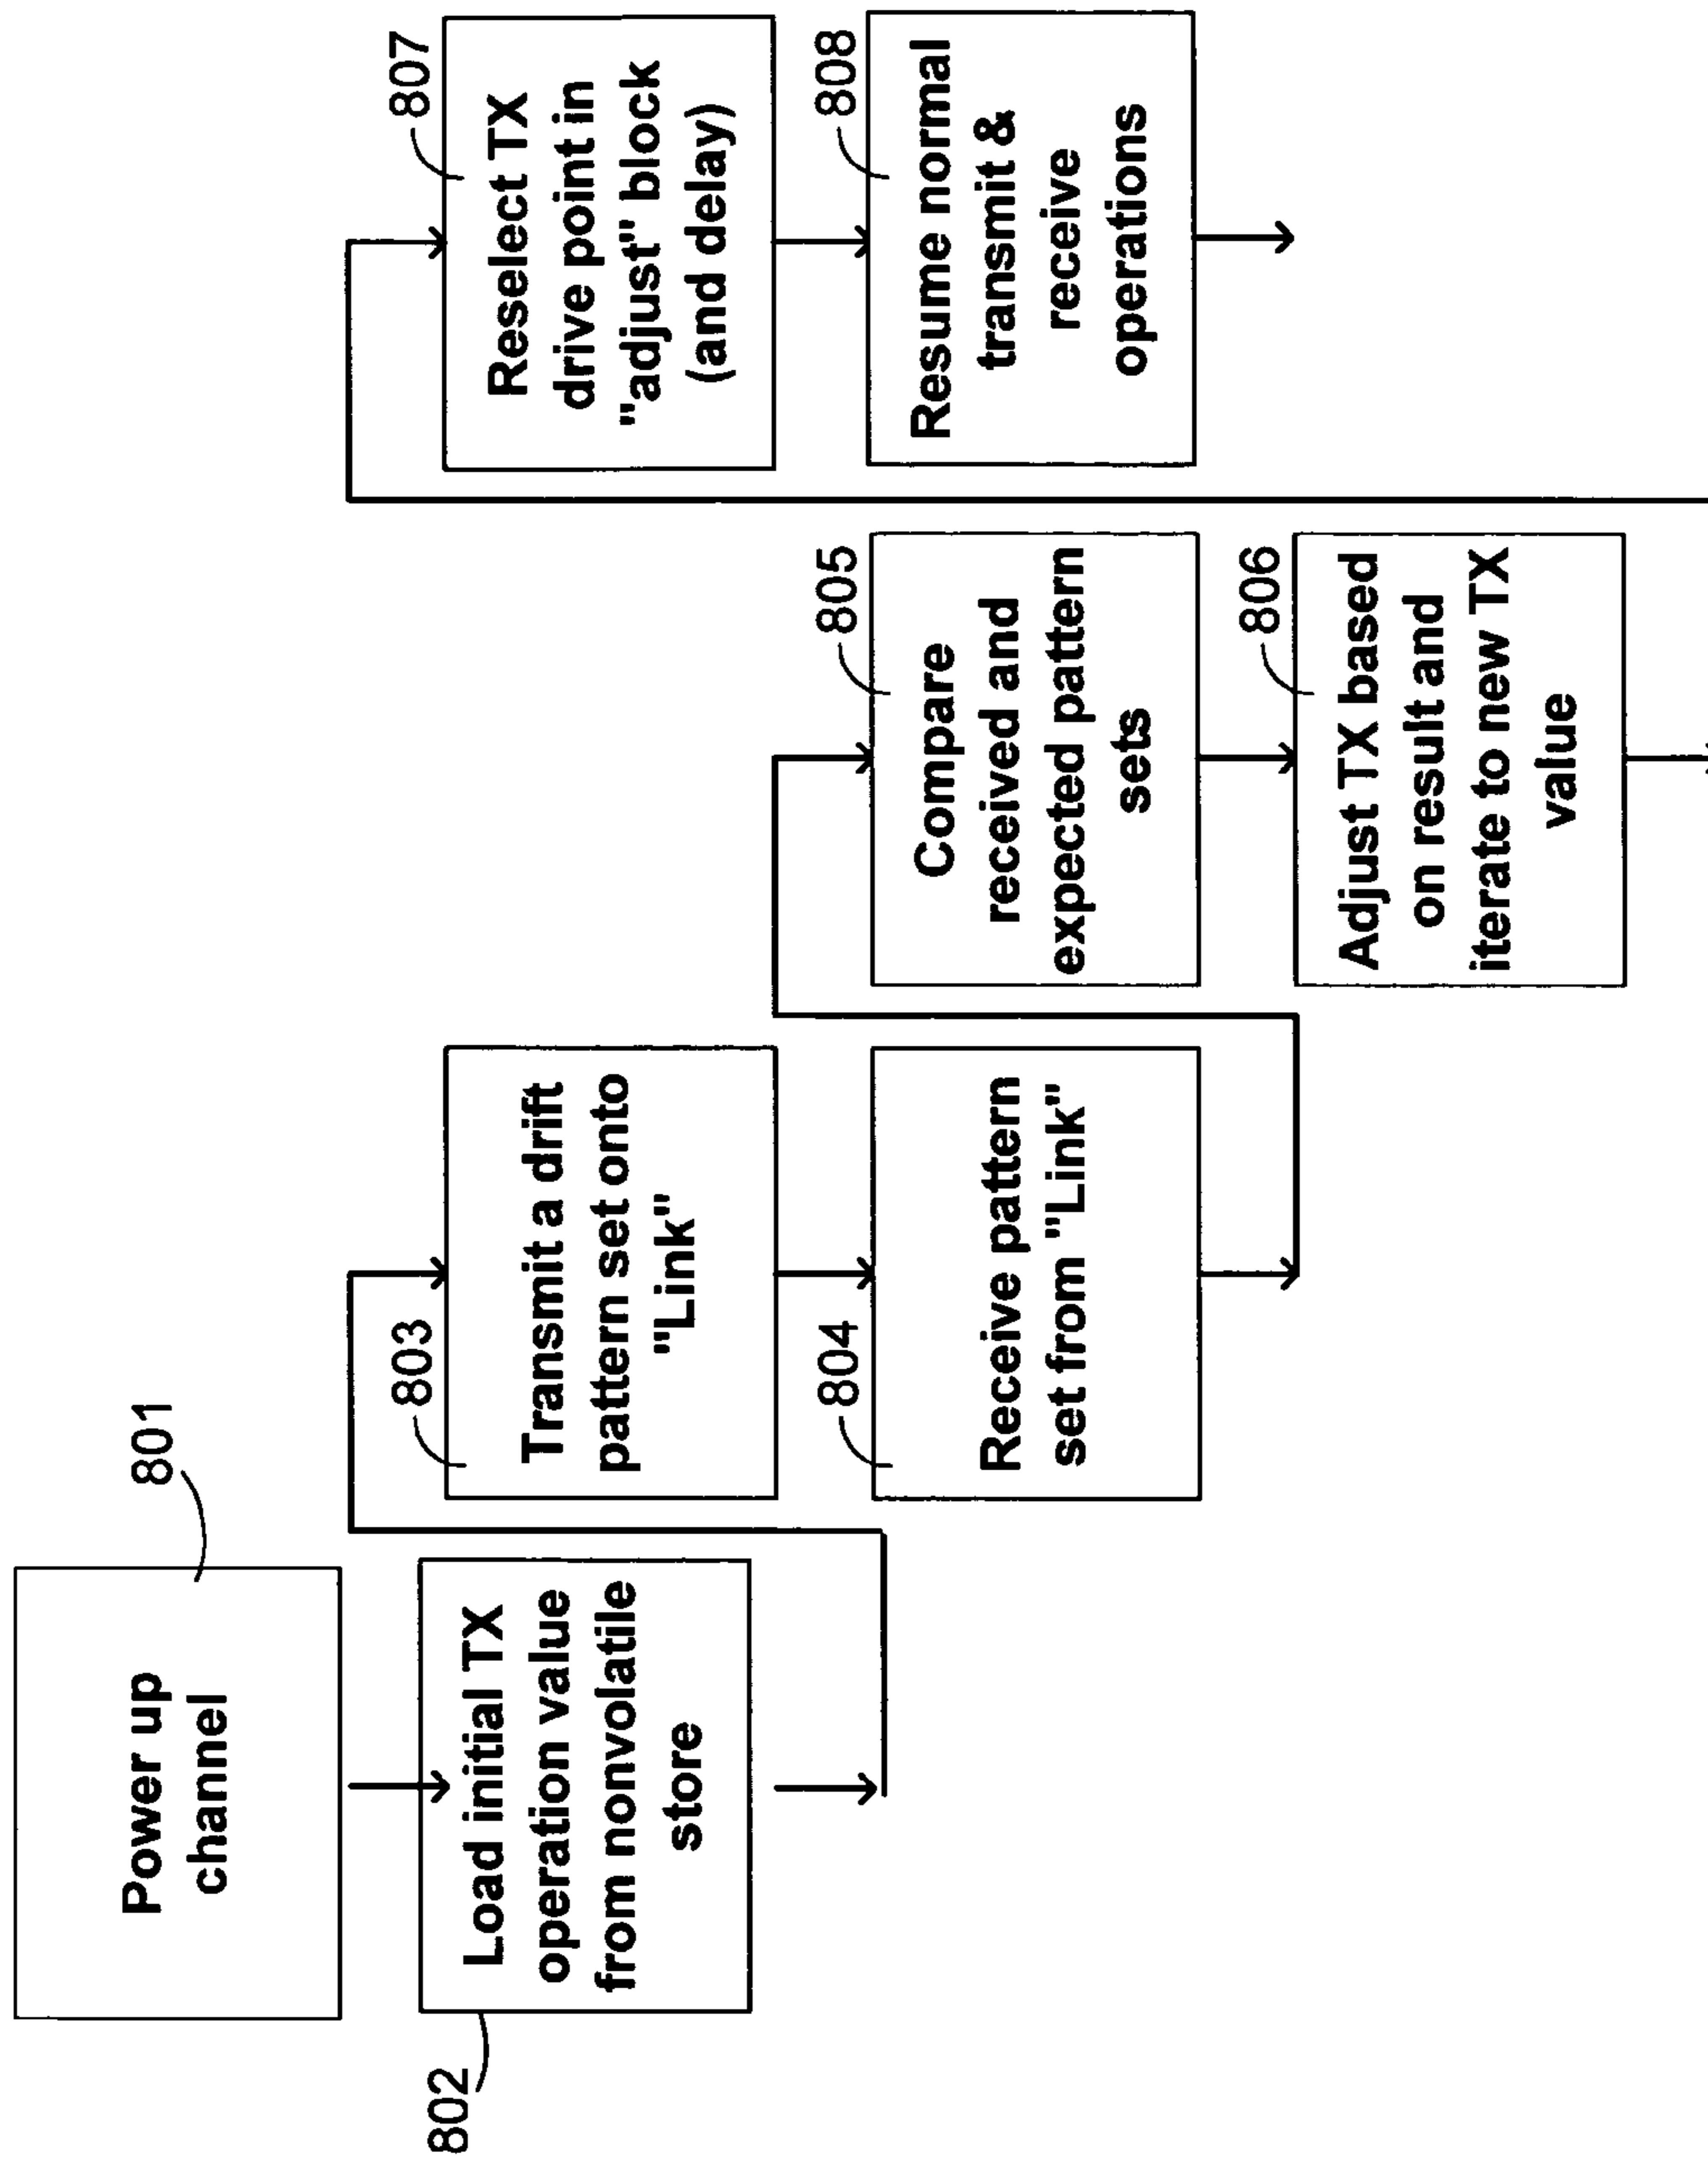 801
Power up
channel
802
Load initial TX
operation value
from nonvolatile
store
803
Transmit a drift
pattern set onto
"Link"
804
Receive pattern
set from "Link"
805
Compare
received and
expected pattern
sets
806
Adjust TX based
on result and
iterate to new TX
value
807
Reselect TX
drive point in
"adjust" block
(and delay)
808
Resume normal
transmit &
receive
operations